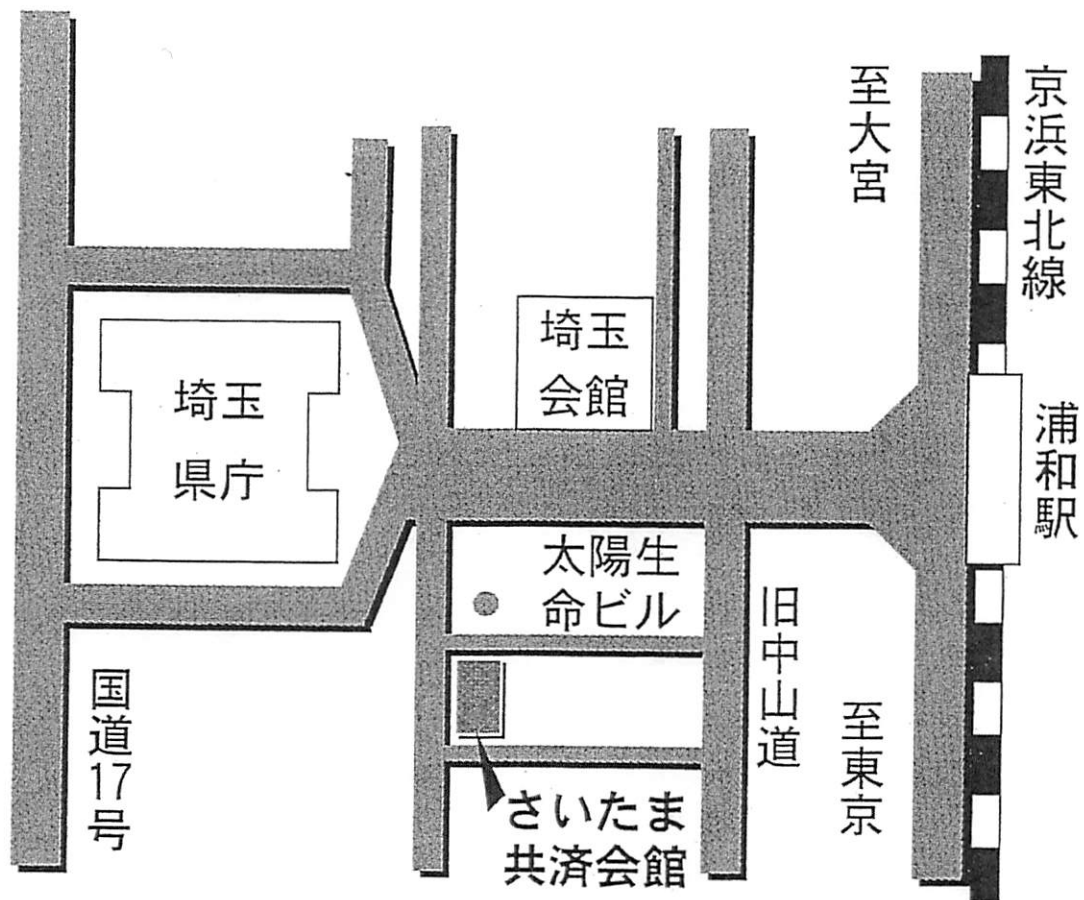 至大宮
京浜東北線
埼玉
会館
埼玉
県庁
浦和駅
太陽生
命ビル
旧中山道
国道17号
至東京
さいたま
共済会館